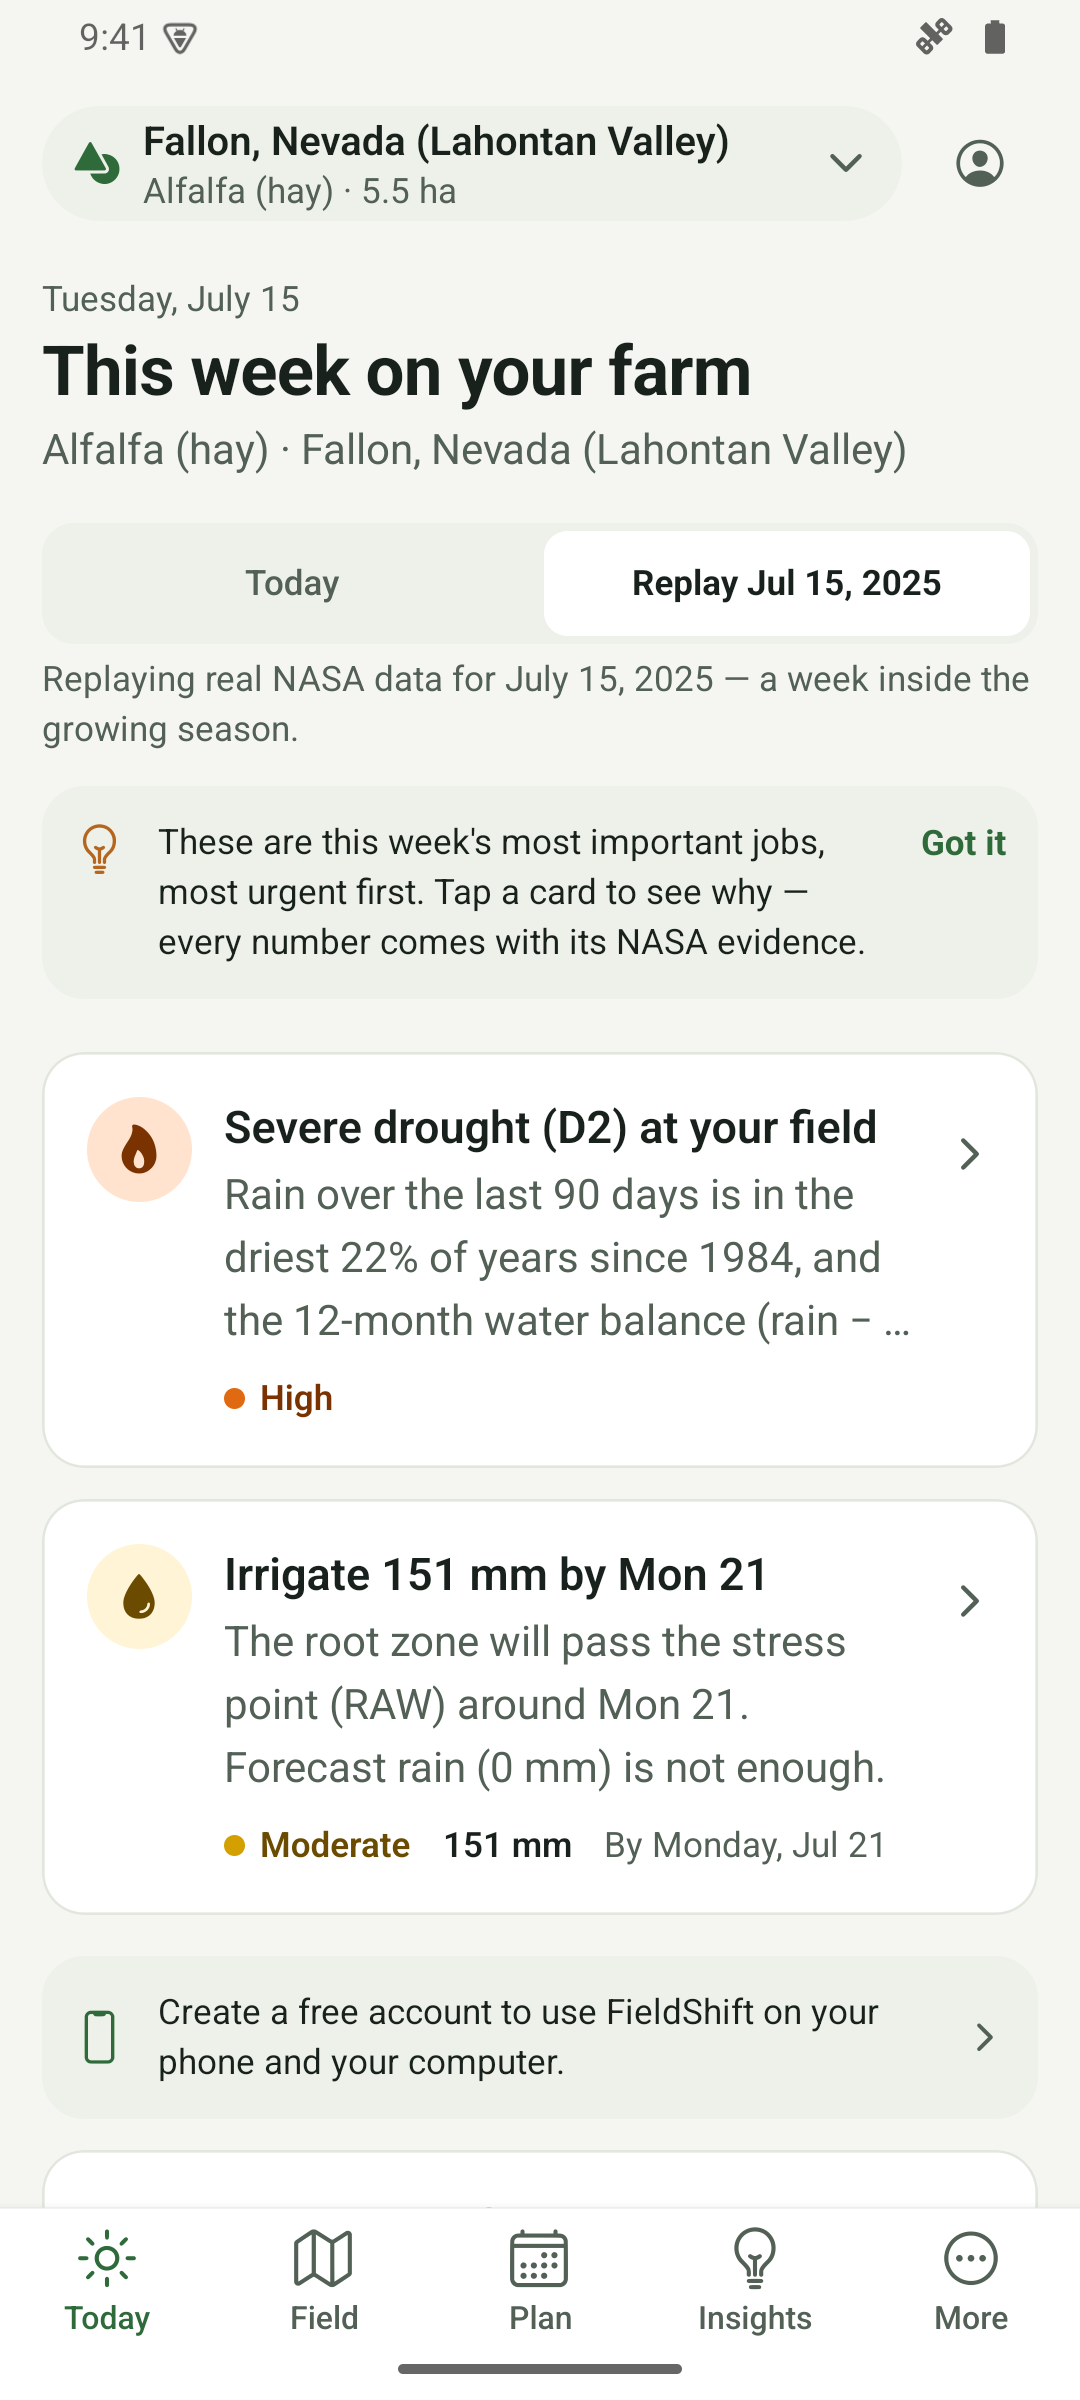 9:41
Fallon, Nevada (Lahontan Valley)
Alfalfa (hay) · 5.5 ha
Tuesday, July 15
This week on your farm
Alfalfa (hay) · Fallon, Nevada (Lahontan Valley)
Today
Replay Jul 15, 2025
Replaying real NASA data for July 15, 2025 — a week inside the
growing season.
These are this week's most important jobs,
most urgent first. Tap a card to see why —
every number comes with its NASA evidence.
Got it
Severe drought (D2) at your field
Rain over the last 90 days is in the
driest 22% of years since 1984, and
the 12-month water balance (rain − …
High
Irrigate 151 mm by Mon 21
The root zone will pass the stress
point (RAW) around Mon 21.
Forecast rain (0 mm) is not enough.
Moderate 151 mm By Monday, Jul 21
Create a free account to use FieldShift on your
phone and your computer.
Today
Field
Plan
Insights
More